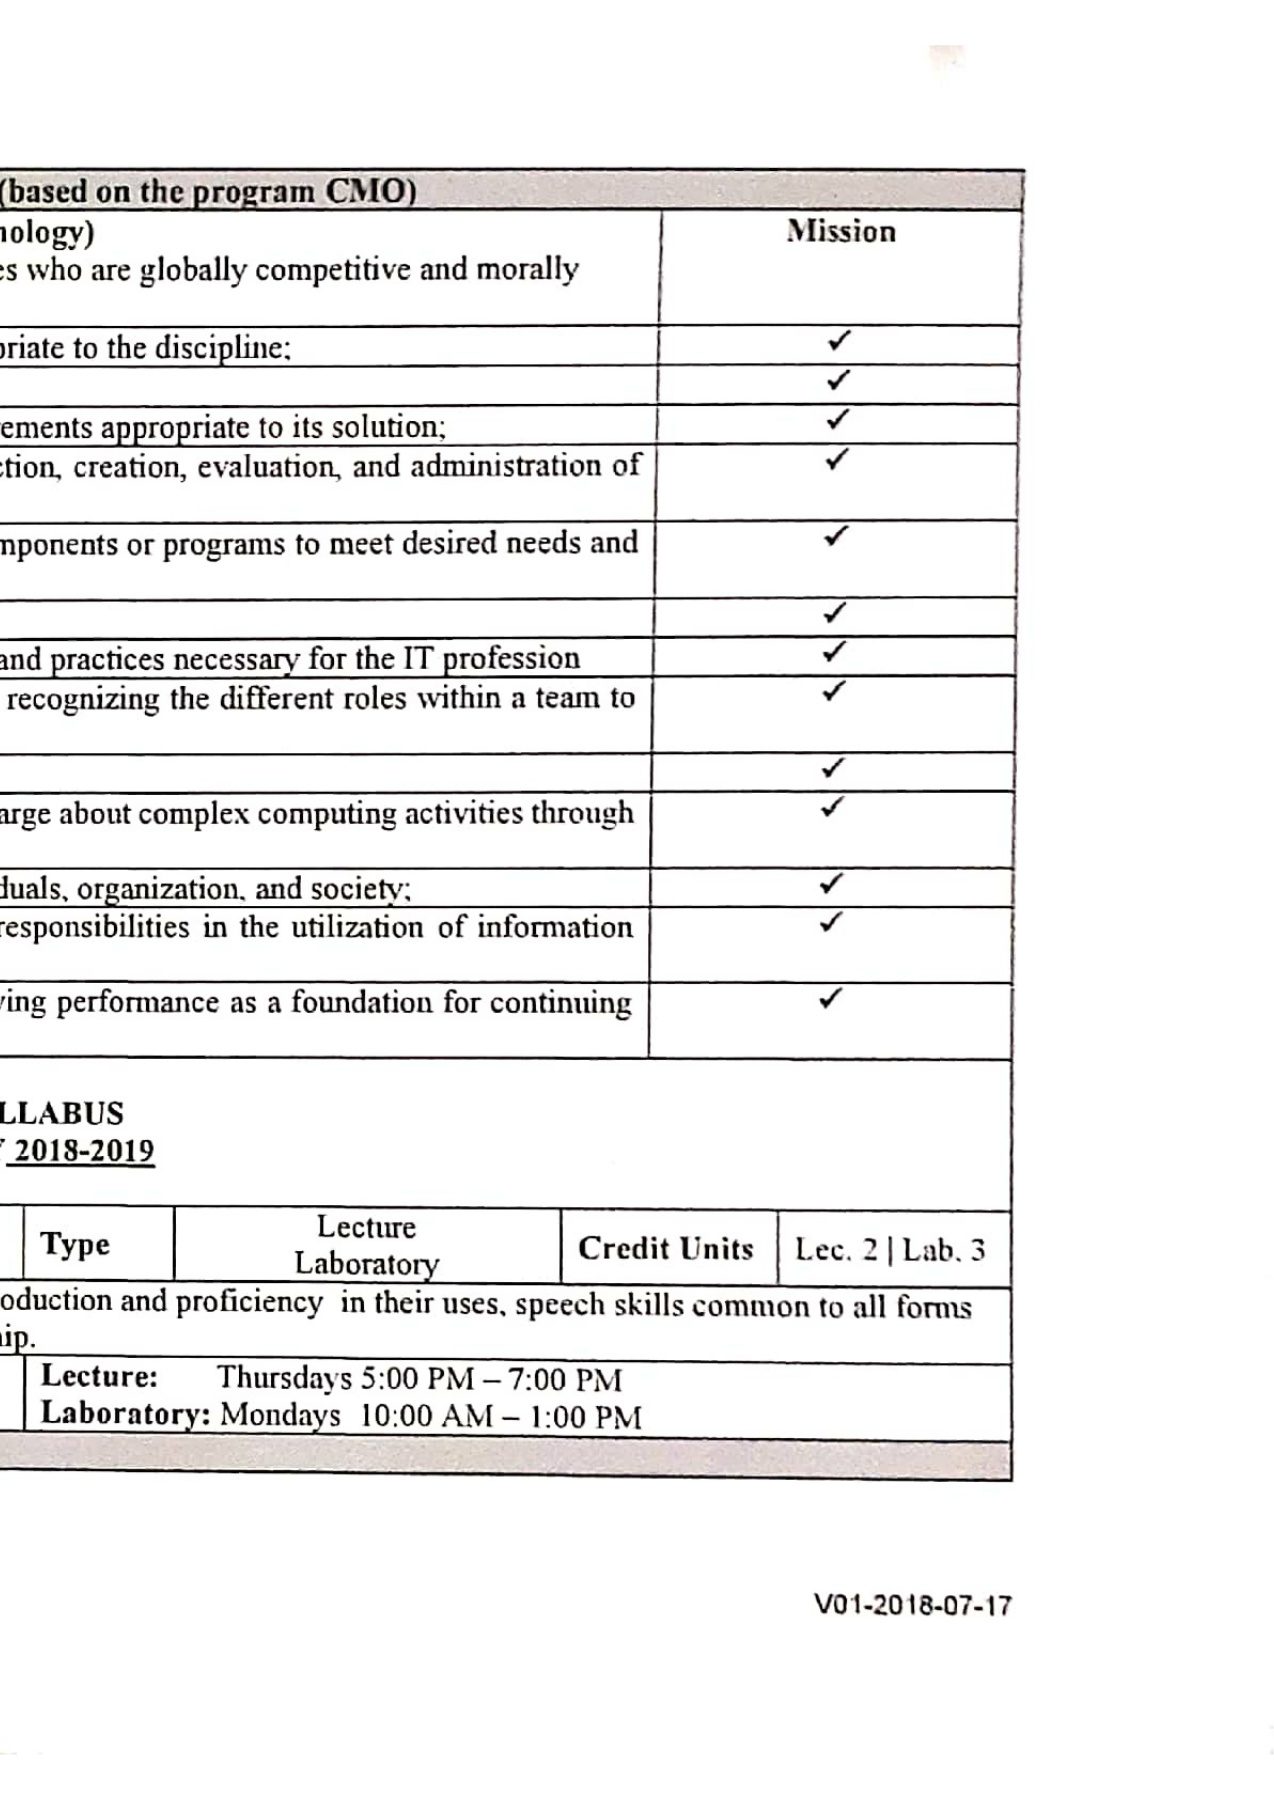 (based on the program CMO)
nology)
Mission
es who are globally competitive and morally
priate to the discipline;
✓
✓
ements appropriate to its solution;
✓
ction, creation, evaluation, and administration of
✓
mponents or programs to meet desired needs and
✓
✓
and practices necessary for the IT profession
✓
recognizing the different roles within a team to
✓
✓
arge about complex computing activities through
✓
duals, organization, and society;
✓
responsibilities in the utilization of information
✓
ving performance as a foundation for continuing
✓
LLABUS
2018-2019
Type
Lecture
Laboratory
Credit Units
Lec. 2 | Lab. 3
oduction and proficiency in their uses, speech skills common to all forms
ip.
Lecture: Thursdays 5:00 PM – 7:00 PM
Laboratory: Mondays 10:00 AM – 1:00 PM
V01-2018-07-17